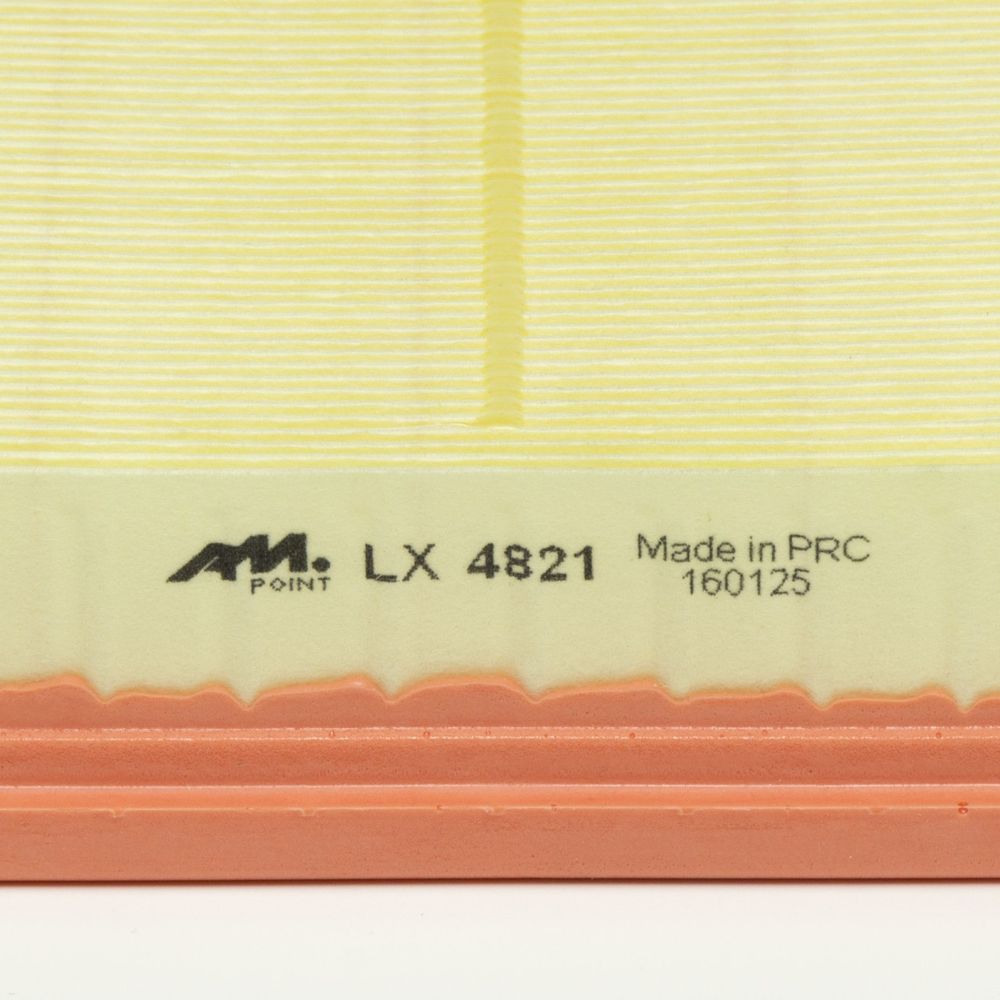 AM.
POINT
LX 4821
Made in PRC
160125